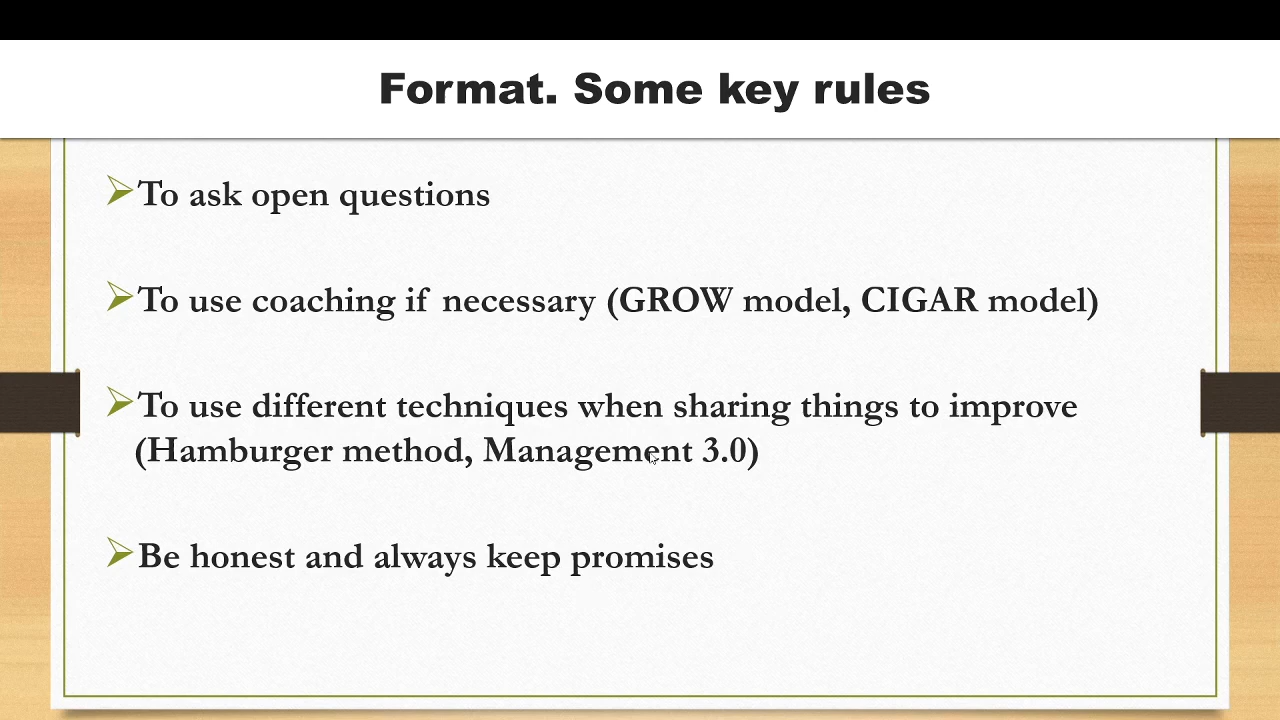 Format. Some key rules
To ask open questions
To use coaching if necessary (GROW model, CIGAR model)
To use different techniques when sharing things to improve
(Hamburger method, Management 3.0)
Be honest and always keep promises